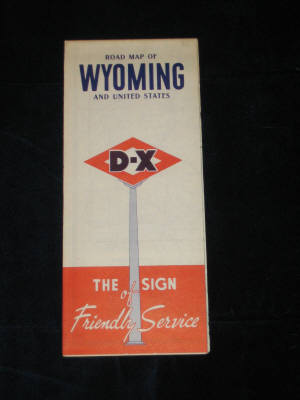 ROAD MAP OF
WYOMING
AND UNITED STATES
D-X
THE SIGN
of
Friendly Service